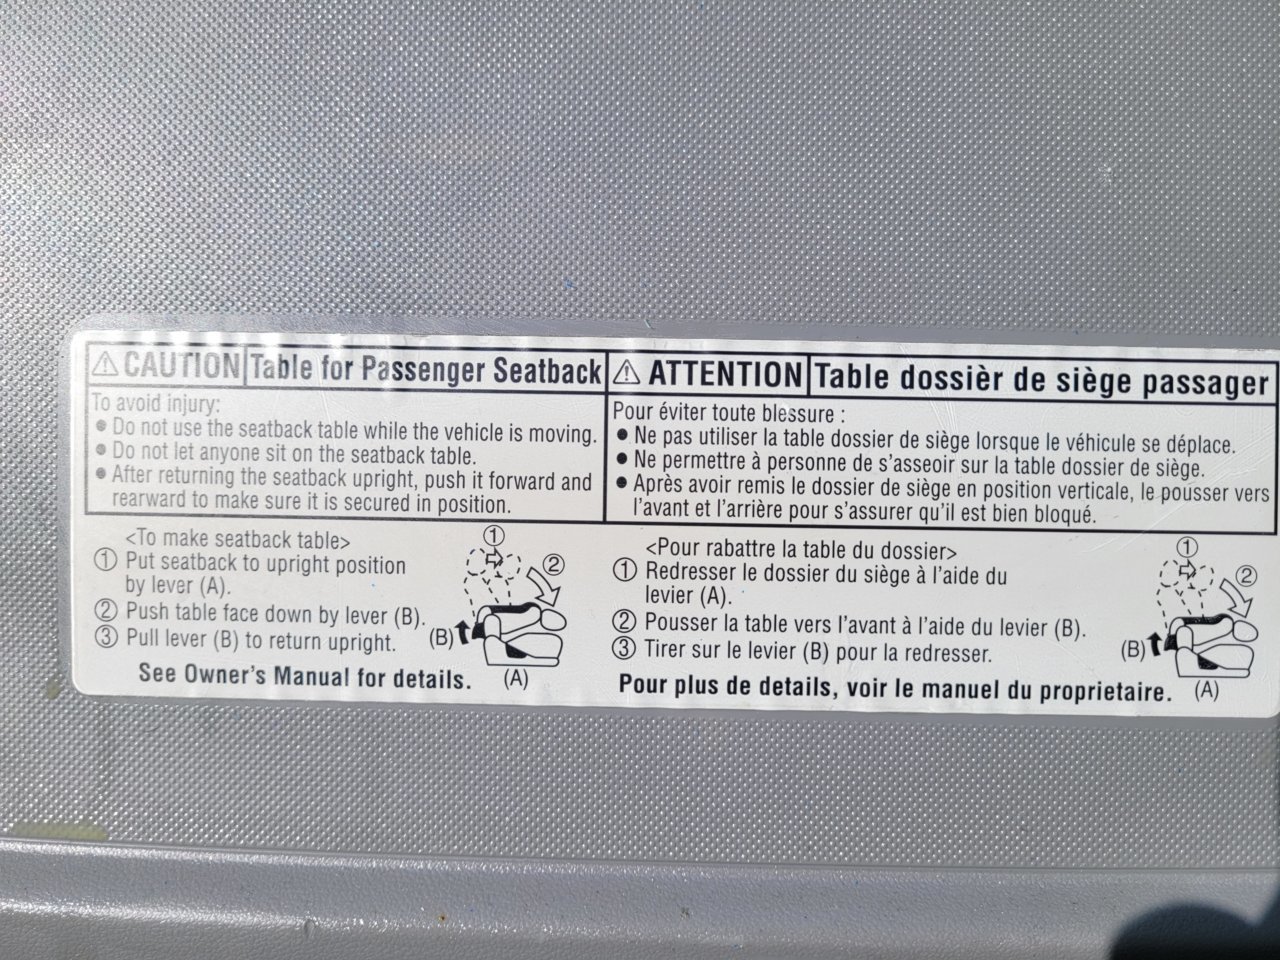 ⚠ CAUTION Table for Passenger Seatback
To avoid injury:
● Do not use the seatback table while the vehicle is moving.
● Do not let anyone sit on the seatback table.
● After returning the seatback upright, push it forward and
rearward to make sure it is secured in position.
<To make seatback table>
① Put seatback to upright position
by lever (A).
② Push table face down by lever (B).
③ Pull lever (B) to return upright.
See Owner's Manual for details.
①
②
(B)
(A)
⚠ ATTENTION Table dossièr de siège passager
Pour éviter toute blessure :
● Ne pas utiliser la table dossier de siège lorsque le véhicule se déplace.
● Ne permettre à personne de s'asseoir sur la table dossier de siège.
● Après avoir remis le dossier de siège en position verticale, le pousser vers
l'avant et l'arrière pour s'assurer qu'il est bien bloqué.
<Pour rabattre la table du dossier>
① Redresser le dossier du siège à l'aide du
levier (A).
② Pousser la table vers l'avant à l'aide du levier (B).
③ Tirer sur le levier (B) pour la redresser.
Pour plus de details, voir le manuel du proprietaire.
①
②
(B)
(A)